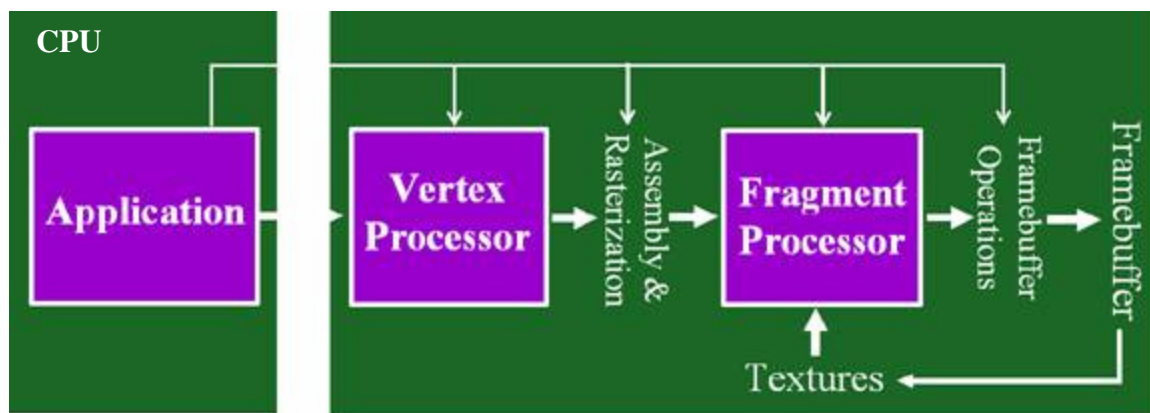 CPU
Application
Vertex
Processor
Assembly &
Rasterization
Fragment
Processor
Framebuffer
Operations
Framebuffer
Textures